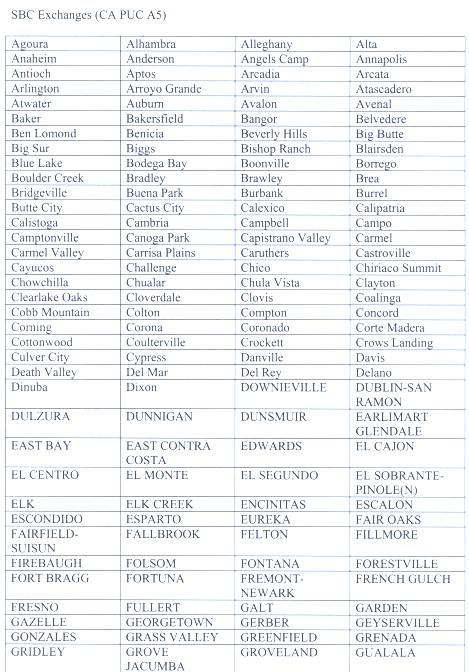 SBC Exchanges (CA PUC A5)
Agoura Alhambra Alleghany Alta
Anaheim Anderson Angels Camp Annapolis
Antioch Aptos Arcadia Arcata
Arlington Arroyo Grande Arvin Atascadero
Atwater Auburn Avalon Avenal
Baker Bakersfield Bangor Belvedere
Ben Lomond Benicia Beverly Hills Big Butte
Big Sur Biggs Bishop Ranch Blairsden
Blue Lake Bodega Bay Boonville Borrego
Boulder Creek Bradley Brawley Brea
Bridgeville Buena Park Burbank Burrel
Butte City Cactus City Calexico Calipatria
Calistoga Cambria Campbell Campo
Camptonville Canoga Park Capistrano Valley Carmel
Carmel Valley Carrisa Plains Caruthers Castroville
Cayucos Challenge Chico Chiriaco Summit
Chowchilla Chualar Chula Vista Clayton
Clearlake Oaks Cloverdale Clovis Coalinga
Cobb Mountain Colton Compton Concord
Corning Corona Coronado Corte Madera
Cottonwood Coulterville Crockett Crows Landing
Culver City Cypress Danville Davis
Death Valley Del Mar Del Rey Delano
Dinuba Dixon DOWNIEVILLE DUBLIN-SAN
RAMON
DULZURA DUNNIGAN DUNSMUIR EARLIMART
GLENDALE
EAST BAY EAST CONTRA EDWARDS EL CAJON
COSTA
EL CENTRO EL MONTE EL SEGUNDO EL SOBRANTE-
PINOLE(N)
ELK ELK CREEK ENCINITAS ESCALON
ESCONDIDO ESPARTO EUREKA FAIR OAKS
FAIRFIELD- FALLBROOK FELTON FILLMORE
SUISUN
FIREBAUGH FOLSOM FONTANA FORESTVILLE
FORT BRAGG FORTUNA FREMONT- FRENCH GULCH
NEWARK
FRESNO FULLERT GALT GARDEN
GAZELLE GEORGETOWN GERBER GEYSERVILLE
GONZALES GRASS VALLEY GREENFIELD GRENADA
GRIDLEY GROVE GROVELAND GUALALA
JACUMBA